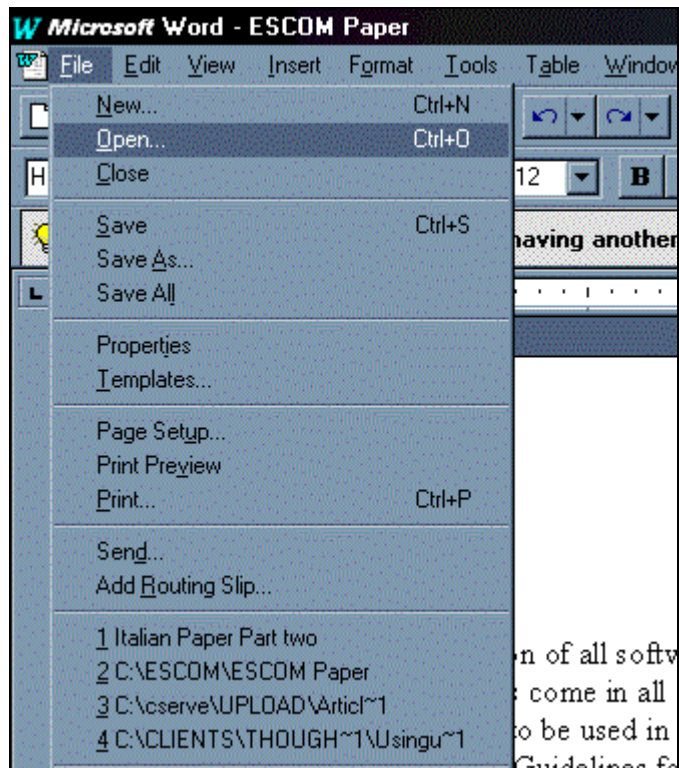 W Microsoft Word - ESCOM Paper
File Edit View Insert Format Tools Table Window
New... Ctrl+N
Open... Ctrl+O
Close
H 12 B
Save Ctrl+S
having another
Save As...
Save All
Properties
Templates...
Page Setup...
Print Preview
Print... Ctrl+P
Send...
Add Routing Slip...
1 Italian Paper Part two
n of all softw
2 C:\ESCOM\ESCOM Paper
come in all
3 C:\cserve\UPLOAD\Articl~1
to be used in
4 C:\CLIENTS\THOUGH~1\Usingu~1
Guidelines fo